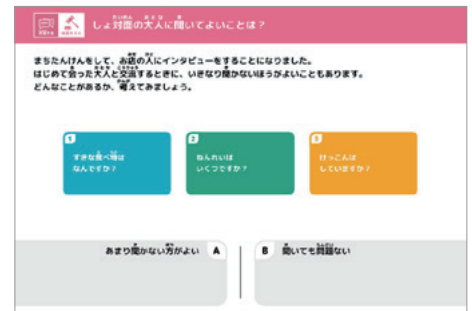 しょ対面の大人に聞いてよいことは？
まちたんけんをして、お店の人にインタビューをすることになりました。
はじめて会った大人と交流するときに、いきなり聞かないほうがよいこともあります。
どんなことがあるか、考えてみましょう。
1
すきな食べ物は
なんですか？
2
ねんれいは
いくつですか？
3
けっこんは
していますか？
あまり聞かない方がよい A
B 聞いても問題ない